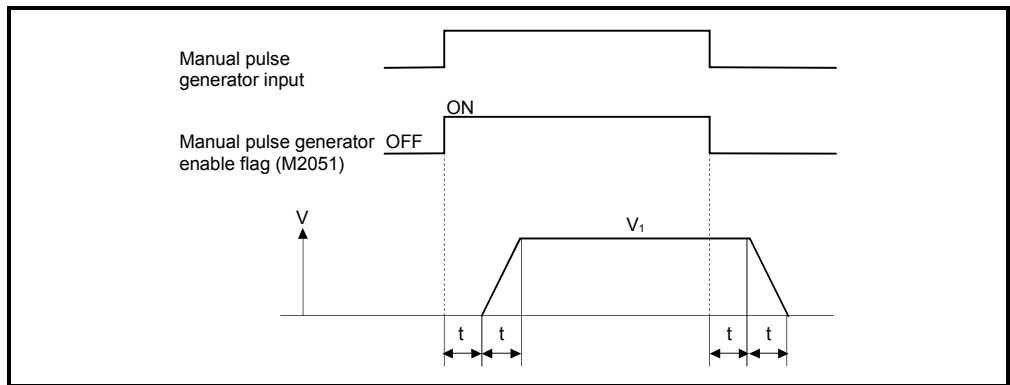 Manual pulse
generator input
ON
Manual pulse generator OFF
enable flag (M2051)
V
V₁
t t t t